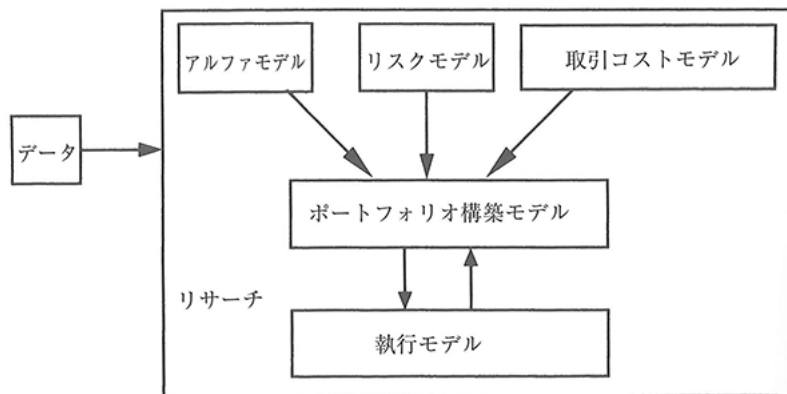 アルファモデル
リスクモデル
取引コストモデル
データ
ポートフォリオ構築モデル
リサーチ
執行モデル